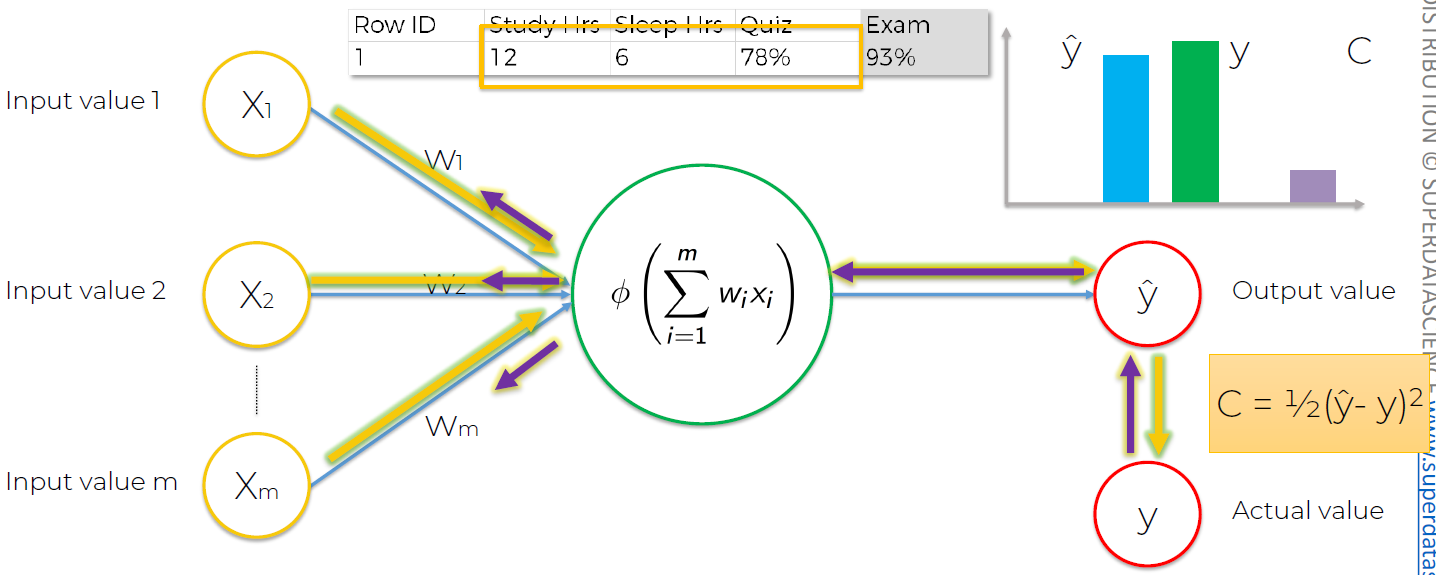 Row ID Study Hrs Sleep Hrs Quiz Exam
1 12 6 78% 93%
ŷ y C
Input value 1
X1
W1
Input value 2
X2
W2
Input value m
Xm
Wm
ϕ ( m ∑ i=1 wixi )
ŷ
Output value
C = ½(ŷ- y)²
y
Actual value
DISTRIBUTION © SUPERDATASCIENCE
www.superdatas